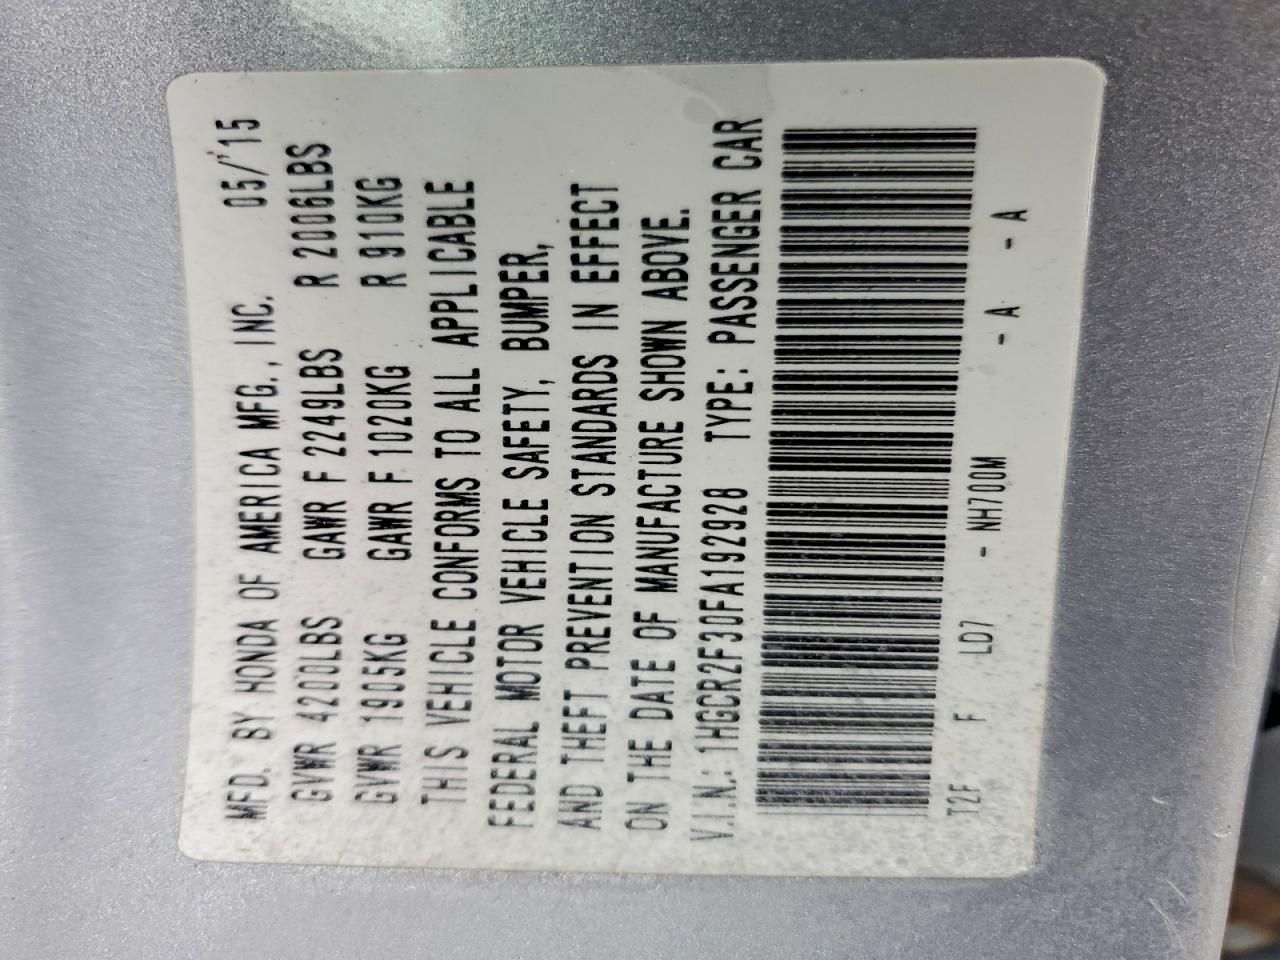 MFD. BY HONDA OF AMERICA MFG., INC. 05/'15
GVWR 4200LBS GAWR F 2249LBS R 2006LBS
GVWR 1905KG GAWR F 1020KG R 910KG
THIS VEHICLE CONFORMS TO ALL APPLICABLE
FEDERAL MOTOR VEHICLE SAFETY, BUMPER,
AND THEFT PREVENTION STANDARDS IN EFFECT
ON THE DATE OF MANUFACTURE SHOWN ABOVE.
V.I.N.: 1HGCR2F30FA192928 TYPE: PASSENGER CAR
T2F F LD7 - NH700M - A - A